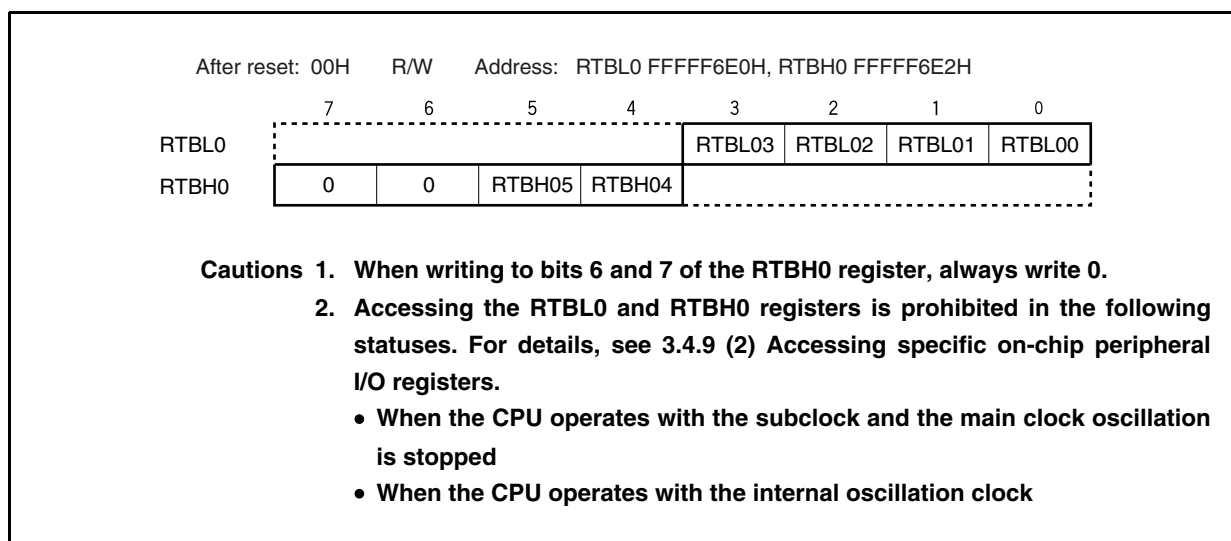 After reset: 00H R/W Address: RTBL0 FFFFF6E0H, RTBH0 FFFFF6E2H
7 6 5 4 3 2 1 0
RTBL0 RTBL03 RTBL02 RTBL01 RTBL00
RTBH0 0 0 RTBH05 RTBH04
Cautions 1. When writing to bits 6 and 7 of the RTBH0 register, always write 0.
2. Accessing the RTBL0 and RTBH0 registers is prohibited in the following
statuses. For details, see 3.4.9 (2) Accessing specific on-chip peripheral
I/O registers.
• When the CPU operates with the subclock and the main clock oscillation
is stopped
• When the CPU operates with the internal oscillation clock